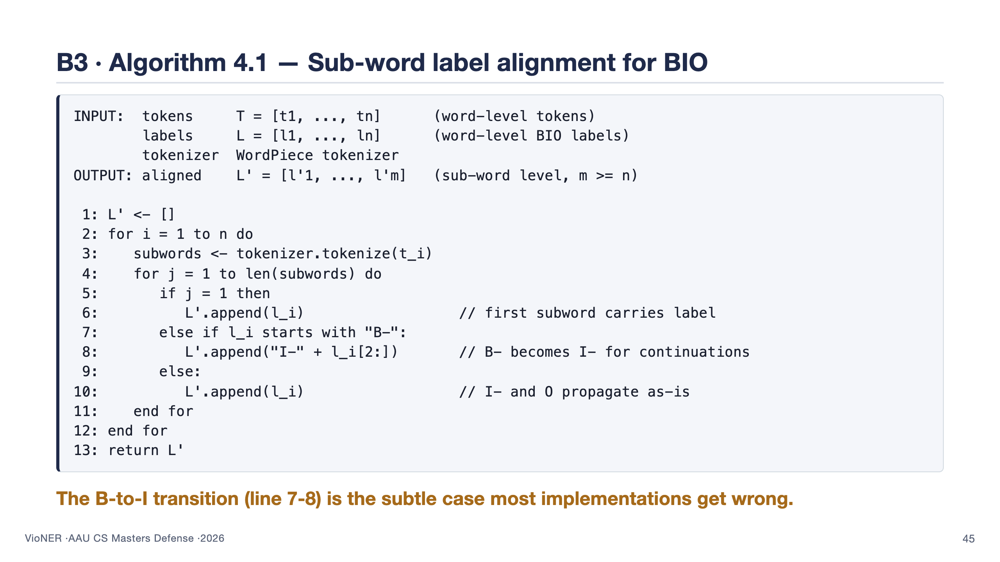 B3 · Algorithm 4.1 — Sub-word label alignment for BIO
INPUT:  tokens     T = [t1, ..., tn]      (word-level tokens)
        labels     L = [l1, ..., ln]      (word-level BIO labels)
        tokenizer  WordPiece tokenizer
OUTPUT: aligned    L' = [l'1, ..., l'm]   (sub-word level, m >= n)
 1: L' <- []
 2: for i = 1 to n do
 3:    subwords <- tokenizer.tokenize(t_i)
 4:    for j = 1 to len(subwords) do
 5:       if j = 1 then
 6:          L'.append(l_i)                  // first subword carries label
 7:       else if l_i starts with "B-":
 8:          L'.append("I-" + l_i[2:])       // B- becomes I- for continuations
 9:       else:
10:          L'.append(l_i)                  // I- and O propagate as-is
11:    end for
12: end for
13: return L'
The B-to-I transition (line 7-8) is the subtle case most implementations get wrong.
VioNER ·AAU CS Masters Defense ·2026
45